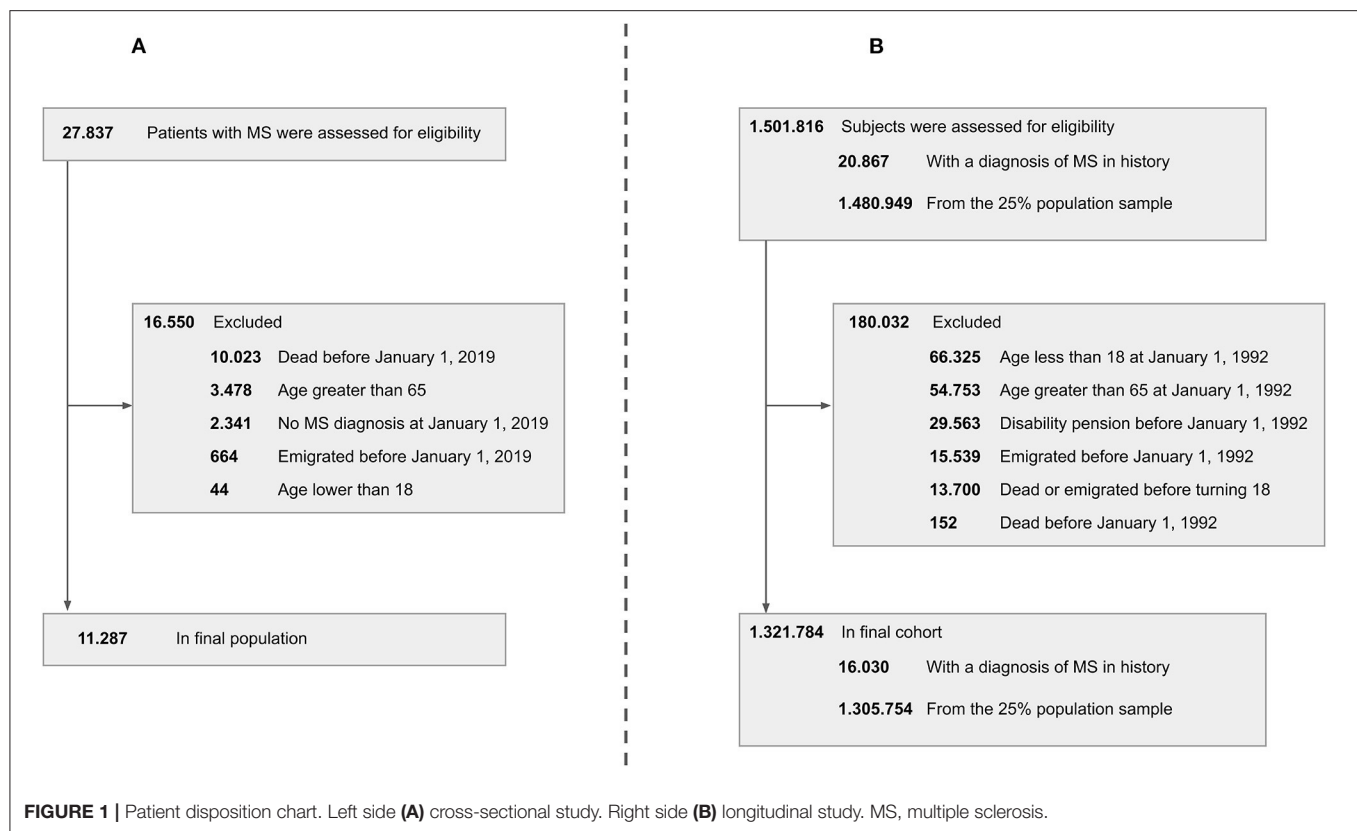 A
27.837 Patients with MS were assessed for eligibility
16.550 Excluded
10.023 Dead before January 1, 2019
3.478 Age greater than 65
2.341 No MS diagnosis at January 1, 2019
664 Emigrated before January 1, 2019
44 Age lower than 18
11.287 In final population
B
1.501.816 Subjects were assessed for eligibility
20.867 With a diagnosis of MS in history
1.480.949 From the 25% population sample
180.032 Excluded
66.325 Age less than 18 at January 1, 1992
54.753 Age greater than 65 at January 1, 1992
29.563 Disability pension before January 1, 1992
15.539 Emigrated before January 1, 1992
13.700 Dead or emigrated before turning 18
152 Dead before January 1, 1992
1.321.784 In final cohort
16.030 With a diagnosis of MS in history
1.305.754 From the 25% population sample
FIGURE 1 | Patient disposition chart. Left side (A) cross-sectional study. Right side (B) longitudinal study. MS, multiple sclerosis.